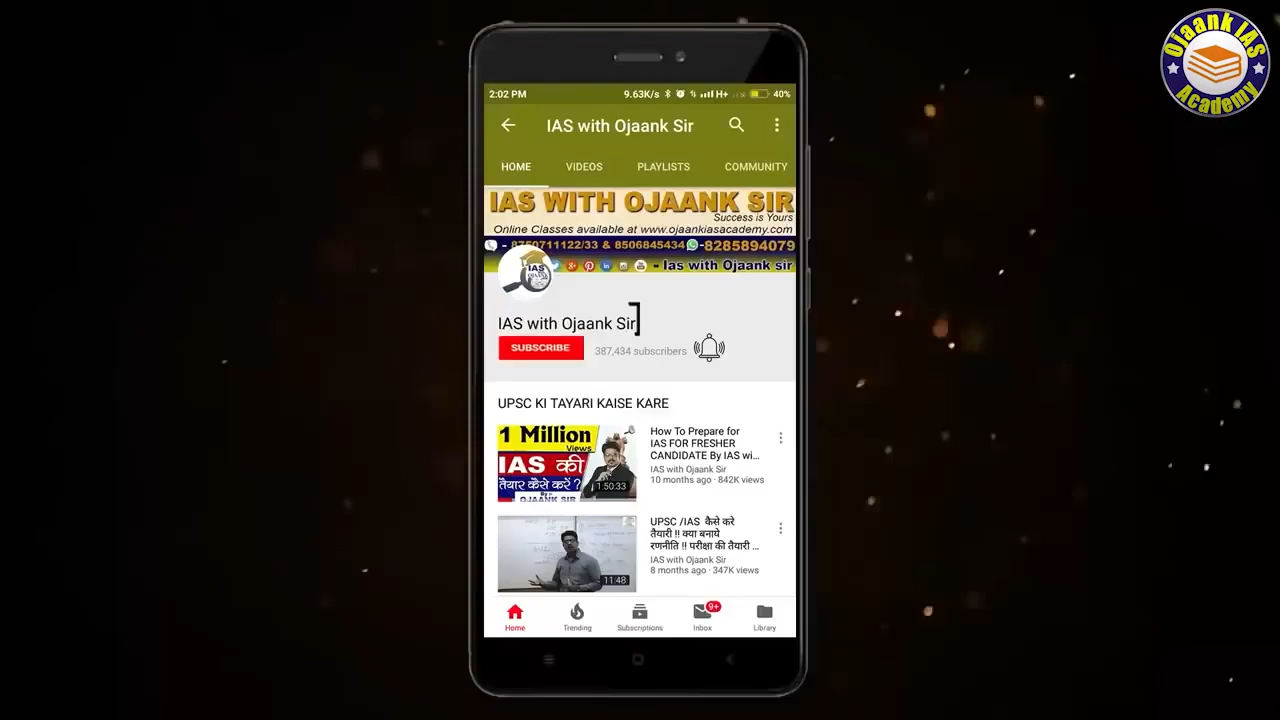 Ojaank IAS
Academy
2:02 PM
9.63K/s
H+
40%
IAS with Ojaank Sir
HOME
VIDEOS
PLAYLISTS
COMMUNITY
IAS WITH OJAANK SIR
Success is Yours
Online Classes available at www.ojaankiasacademy.com
- 8750711122/33 & 8506845434 -8285894079
- Ias with Ojaank sir
IAS
OJAANK
IAS with Ojaank Sir
SUBSCRIBE
387,434 subscribers
UPSC KI TAYARI KAISE KARE
1 Million
Views
IAS की
तैयार कैसे करें ?
By :-
OJAANK SIR
1:50:33
How To Prepare for
IAS FOR FRESHER
CANDIDATE By IAS wi...
IAS with Ojaank Sir
10 months ago · 842K views
11:48
UPSC /IAS कैसे करे
तैयारी !! क्या बनाये
रणनीति !! परीक्षा की तैयारी ...
IAS with Ojaank Sir
8 months ago · 347K views
Home
Trending
Subscriptions
9+
Inbox
Library